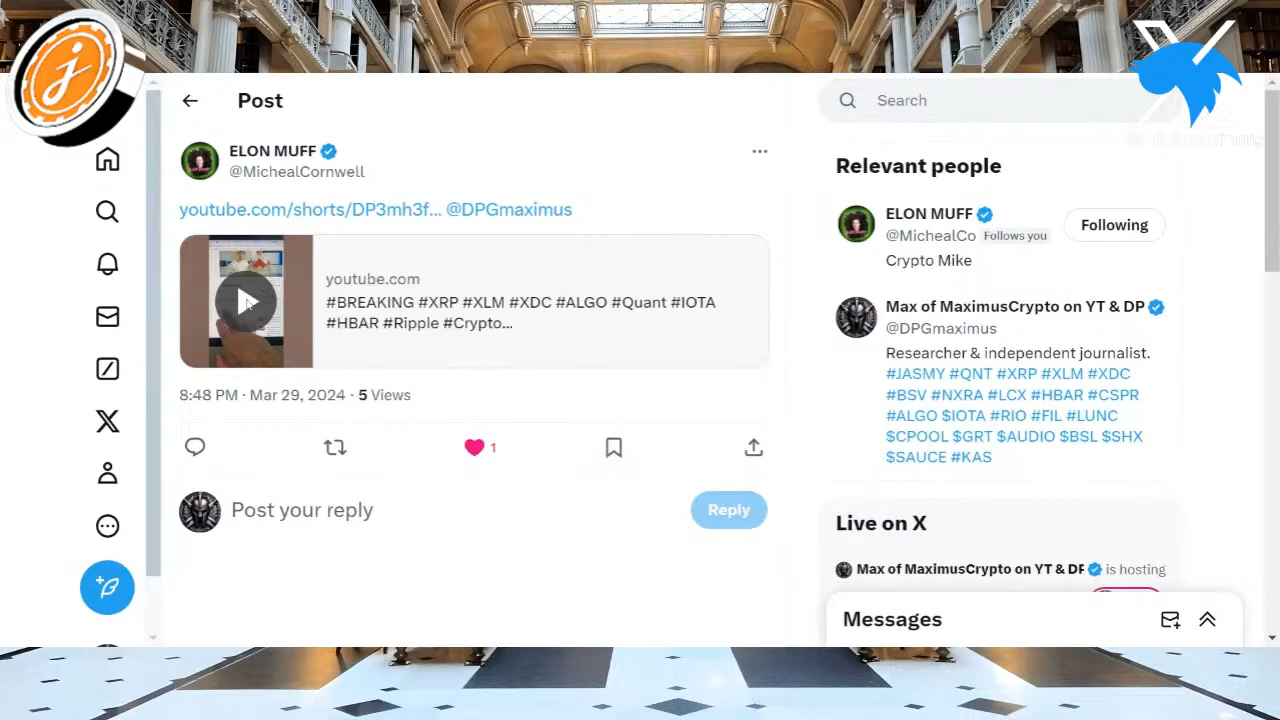 Post
ELON MUFF
@MichealCornwell
youtube.com/shorts/DP3mh3f... @DPGmaximus
youtube.com
#BREAKING #XRP #XLM #XDC #ALGO #Quant #IOTA
#HBAR #Ripple #Crypto...
8:48 PM · Mar 29, 2024 · 5 Views
1
Post your reply
Reply
Search
Relevant people
ELON MUFF
@MichealCo Follows you
Following
Crypto Mike
Max of MaximusCrypto on YT & DP
@DPGmaximus
Researcher & independent journalist.
#JASMY #QNT #XRP #XLM #XDC
#BSV #NXRA #LCX #HBAR #CSPR
#ALGO $IOTA #RIO #FIL #LUNC
$CPOOL $GRT $AUDIO $BSL $SHX
$SAUCE #KAS
Live on X
Max of MaximusCrypto on YT & DP is hosting
Messages